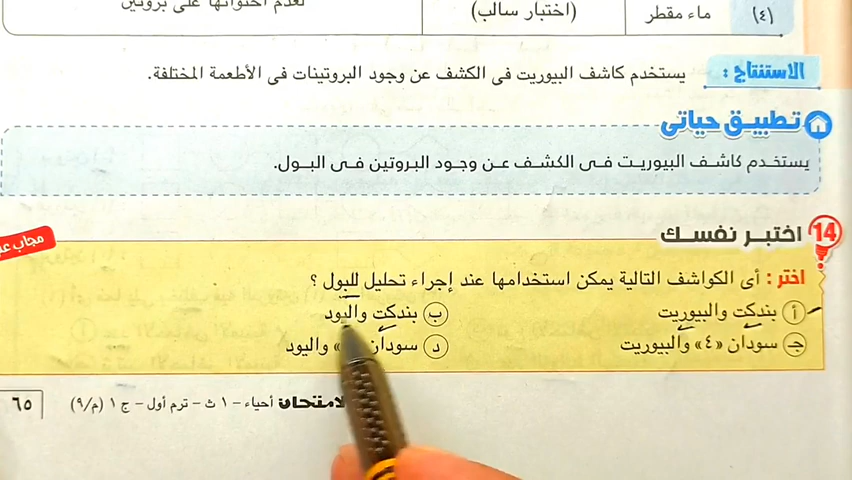 (٤) ماء مقطر (اختبار سالب) لعدم احتوائها على بروتين
الاستنتاج : يستخدم كاشف البيوريت فى الكشف عن وجود البروتينات فى الأطعمة المختلفة.
تطبيق حياتى
يستخدم كاشف البيوريت فى الكشف عن وجود البروتين فى البول.
14 اختبر نفسك
مجاب
اختر : أى الكواشف التالية يمكن استخدامها عند إجراء تحليل للبول ؟
أ بندكت والبيوريت ب بندكت واليود
جـ سودان «٤» والبيوريت د سودان » واليود
الامتحان أحياء - ١ ث - ترم أول - ج ١ (م/٩) ٦٥